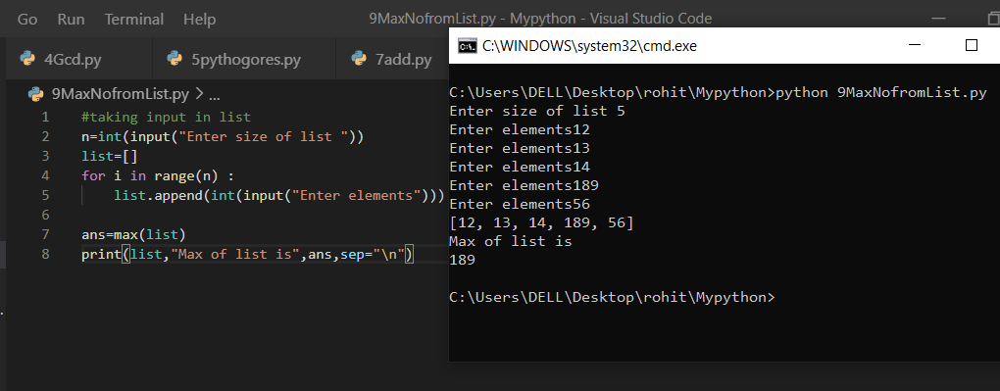 Go Run Terminal Help 9MaxNofromList.py - Mypython - Visual Studio Code
4Gcd.py 5pythogores.py 7add.py
9MaxNofromList.py > ...
1 #taking input in list
2 n=int(input("Enter size of list "))
3 list=[]
4 for i in range(n) :
5 list.append(int(input("Enter elements")))
6
7 ans=max(list)
8 print(list,"Max of list is",ans,sep="\n")
C:\WINDOWS\system32\cmd.exe
C:\Users\DELL\Desktop\rohit\Mypython>python 9MaxNofromList.py
Enter size of list 5
Enter elements12
Enter elements13
Enter elements14
Enter elements189
Enter elements56
[12, 13, 14, 189, 56]
Max of list is
189
C:\Users\DELL\Desktop\rohit\Mypython>